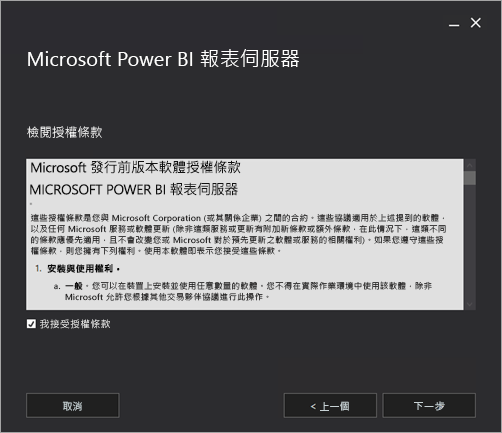 Microsoft Power BI 報表伺服器
檢閱授權條款
Microsoft 發行前版本軟體授權條款
MICROSOFT POWER BI 報表伺服器
這些授權條款是您與 Microsoft Corporation (或其關係企業) 之間的合約。這些協議適用於上述提到的軟體，
以及任何 Microsoft 服務或軟體更新 (除非這類服務或更新有附加新條款或額外條款，在此情況下，這類不同
的條款應優先適用，且不會改變您或 Microsoft 對於預先更新之軟體或服務的相關權利)。如果您遵守這些授
權條款，則您擁有下列權利。使用本軟體即表示您接受這些條款。
1. 安裝與使用權利。
a. 一般。您可以在裝置上安裝並使用任意數量的軟體。您不得在實際作業環境中使用該軟體，除非
Microsoft 允許您根據其他交易夥伴協議進行此操作。
我接受授權條款
取消
< 上一個
下一步